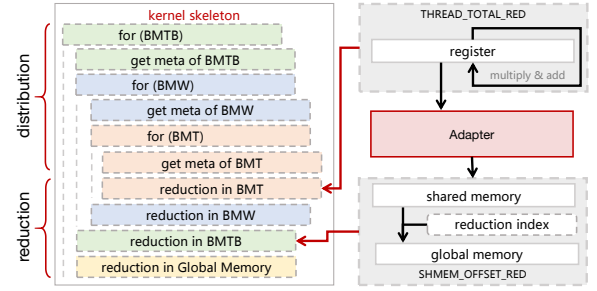 kernel skeleton
for (BMTB)
get meta of BMTB
for (BMW)
get meta of BMW
for (BMT)
get meta of BMT
reduction in BMT
reduction in BMW
reduction in BMTB
reduction in Global Memory
distribution
reduction
THREAD_TOTAL_RED
register
multiply & add
Adapter
shared memory
reduction index
global memory
SHMEM_OFFSET_RED